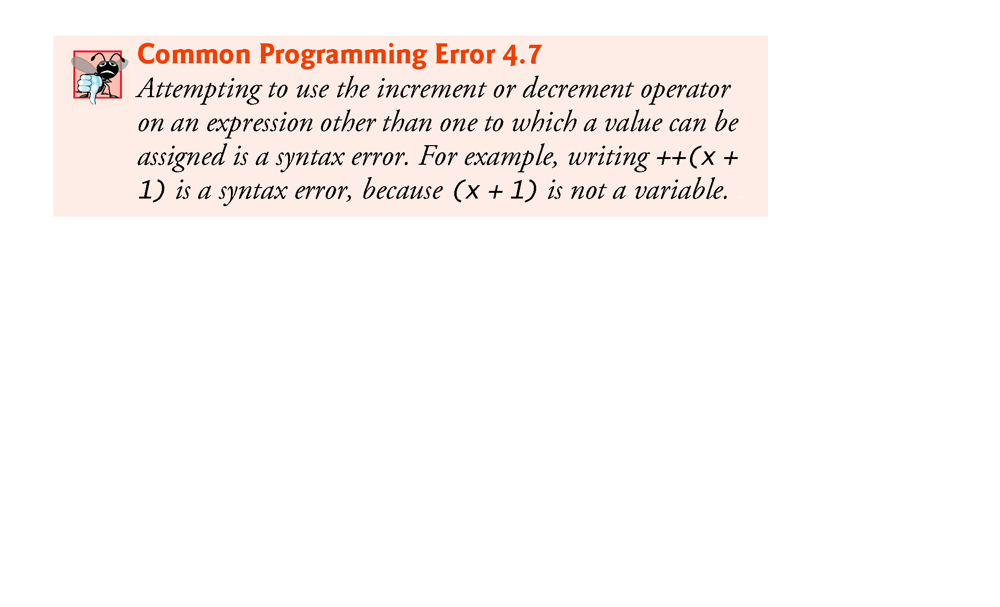 Common Programming Error 4.7
Attempting to use the increment or decrement operator
on an expression other than one to which a value can be
assigned is a syntax error. For example, writing ++(x +
1) is a syntax error, because (x + 1) is not a variable.